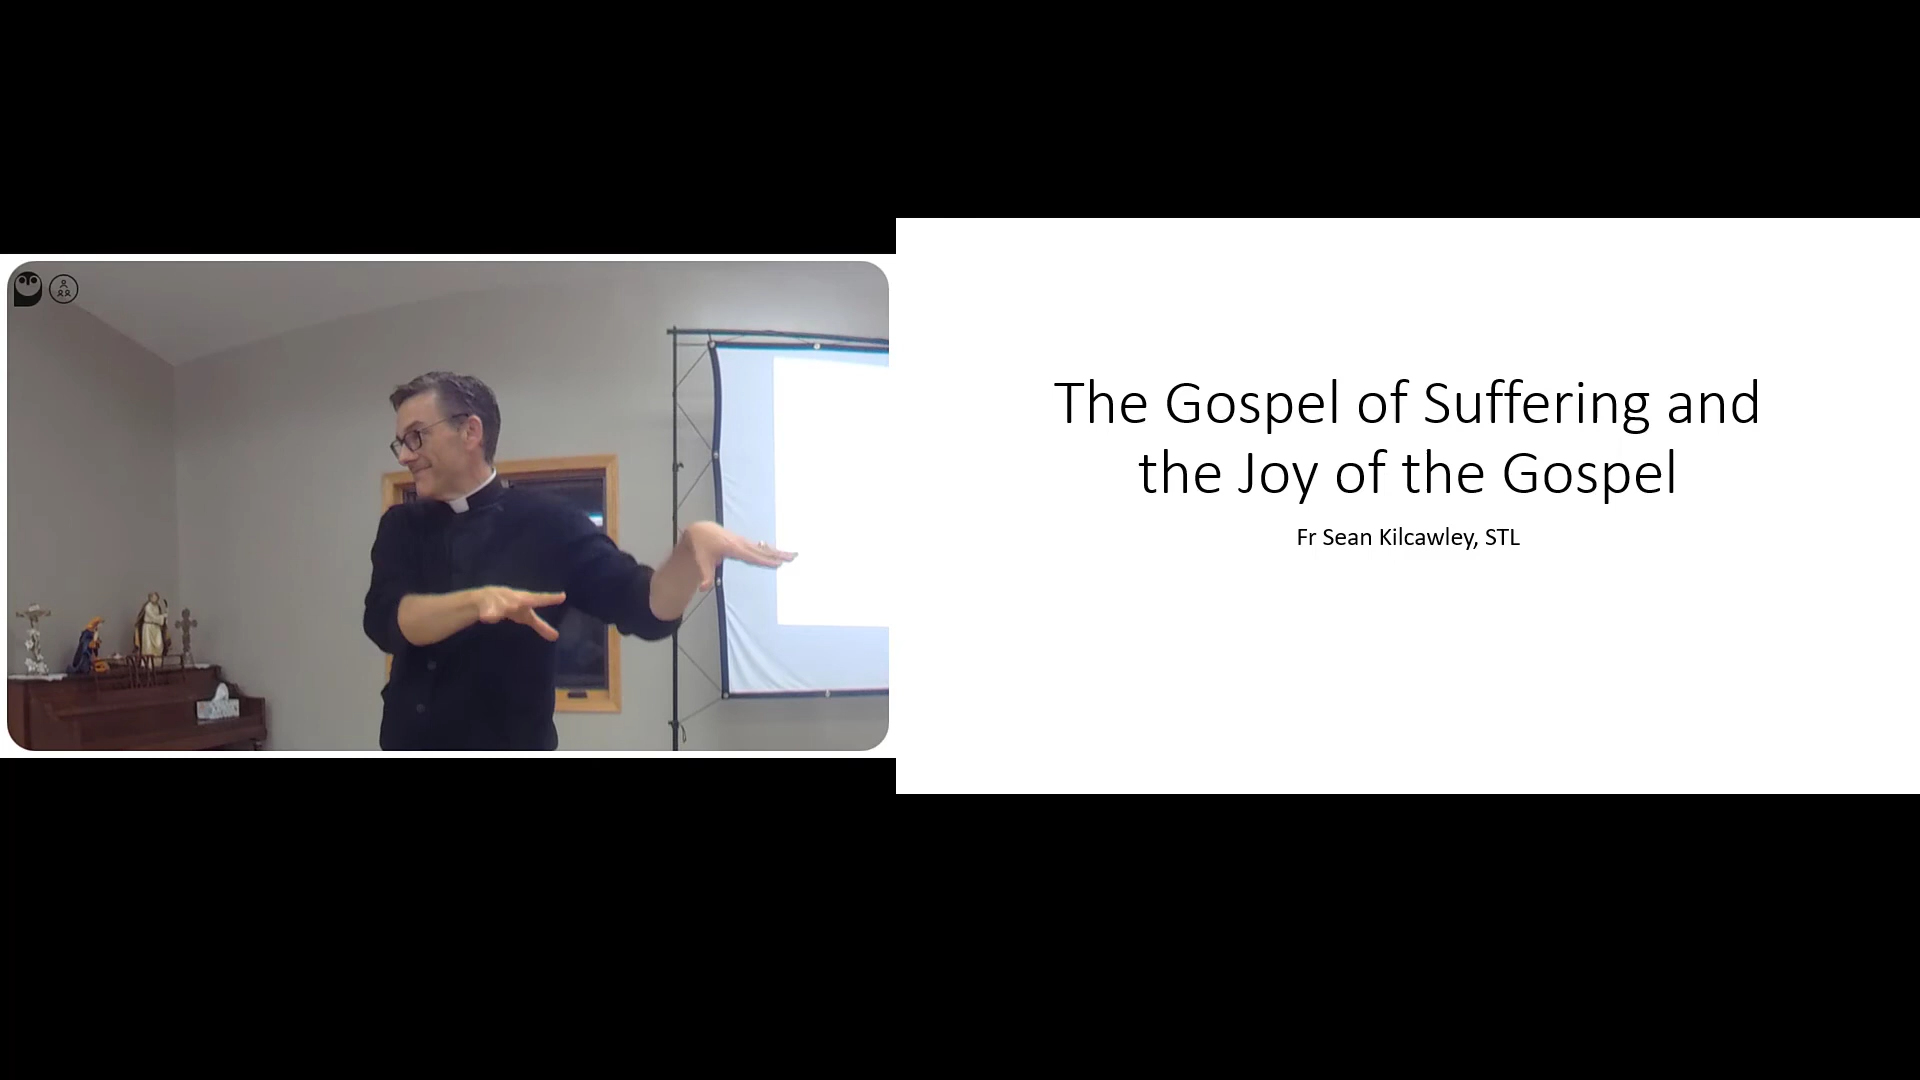 The Gospel of Suffering and
the Joy of the Gospel
Fr Sean Kilcawley, STL